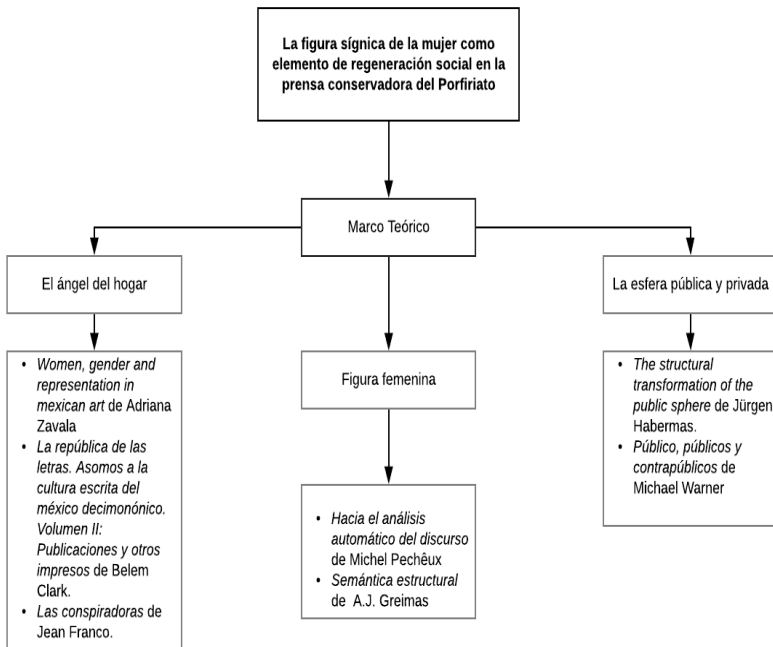 La figura sígnica de la mujer como
elemento de regeneración social en la
prensa conservadora del Porfiriato
Marco Teórico
El ángel del hogar
• Women, gender and
representation in
mexican art de Adriana
Zavala
• La república de las
letras. Asomos a la
cultura escrita del
méxico decimonónico.
Volumen II:
Publicaciones y otros
impresos de Belem
Clark.
• Las conspiradoras de
Jean Franco.
Figura femenina
• Hacia el análisis
automático del discurso
de Michel Pechêux
• Semántica estructural
de A.J. Greimas
La esfera pública y privada
• The structural
transformation of the
public sphere de Jürgen
Habermas.
• Público, públicos y
contrapúblicos de
Michael Warner